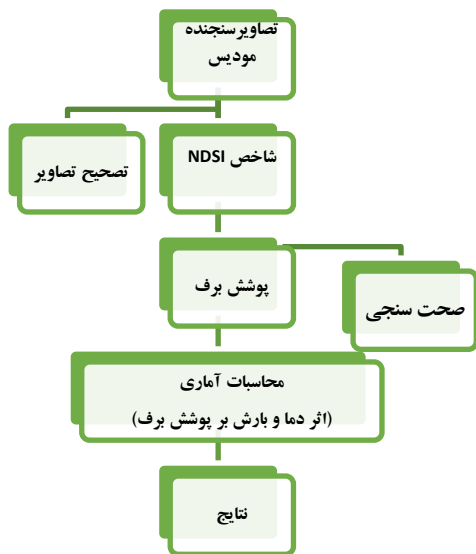 تصاویرسنجنده
مودیس
شاخص NDSI
تصحیح تصاویر
پوشش برف
صحت سنجی
محاسبات آماری
(اثر دما و بارش بر پوشش برف)
نتایج